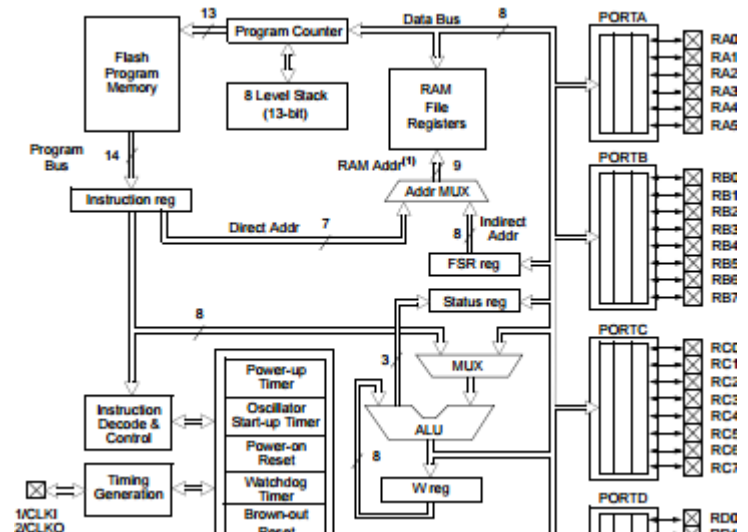 13
Program Counter
Data Bus
8
PORTA
Flash
Program
Memory
8 Level Stack
(13-bit)
RAM
File
Registers
RA0
RA1
RA2
RA3
RA4
RA5
Program
Bus
14
RAM Addr(1)
9
PORTB
Addr MUX
Instruction reg
Direct Addr
7
8
Indirect
Addr
FSR reg
RB0
RB1
RB2
RB3
RB4
RB5
RB6
RB7
Status reg
8
3
MUX
PORTC
Power-up
Timer
Oscillator
Start-up Timer
Power-on
Reset
Watchdog
Timer
Brown-out
Reset
Instruction
Decode &
Control
ALU
8
W reg
RC0
RC1
RC2
RC3
RC4
RC5
RC6
RC7
Timing
Generation
1/CLKI
2/CLKO
PORTD
RD0